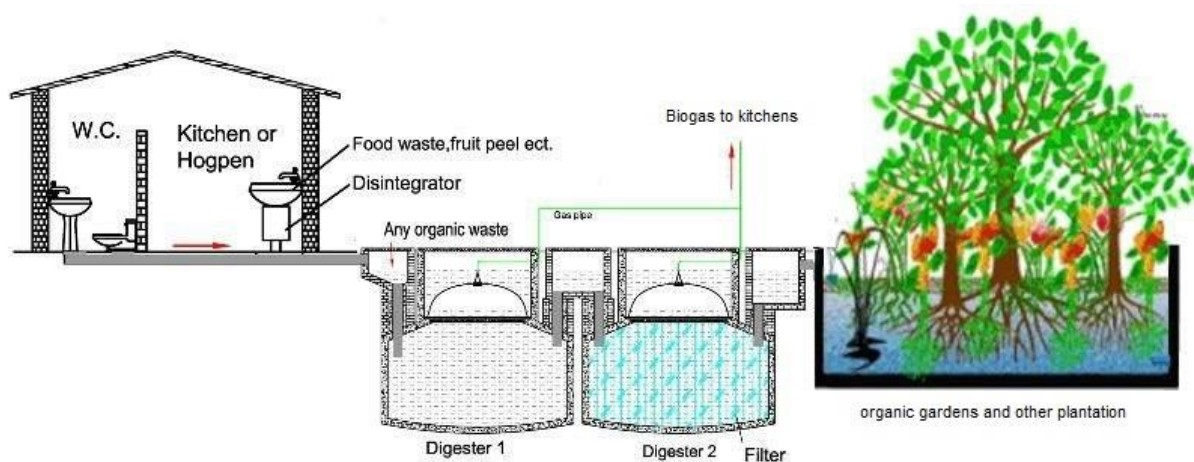 W.C.
Kitchen or
Hogpen
Food waste,fruit peel ect.
Disintegrator
Any organic waste
Gas pipe
Biogas to kitchens
Digester 1
Digester 2
Filter
organic gardens and other plantation